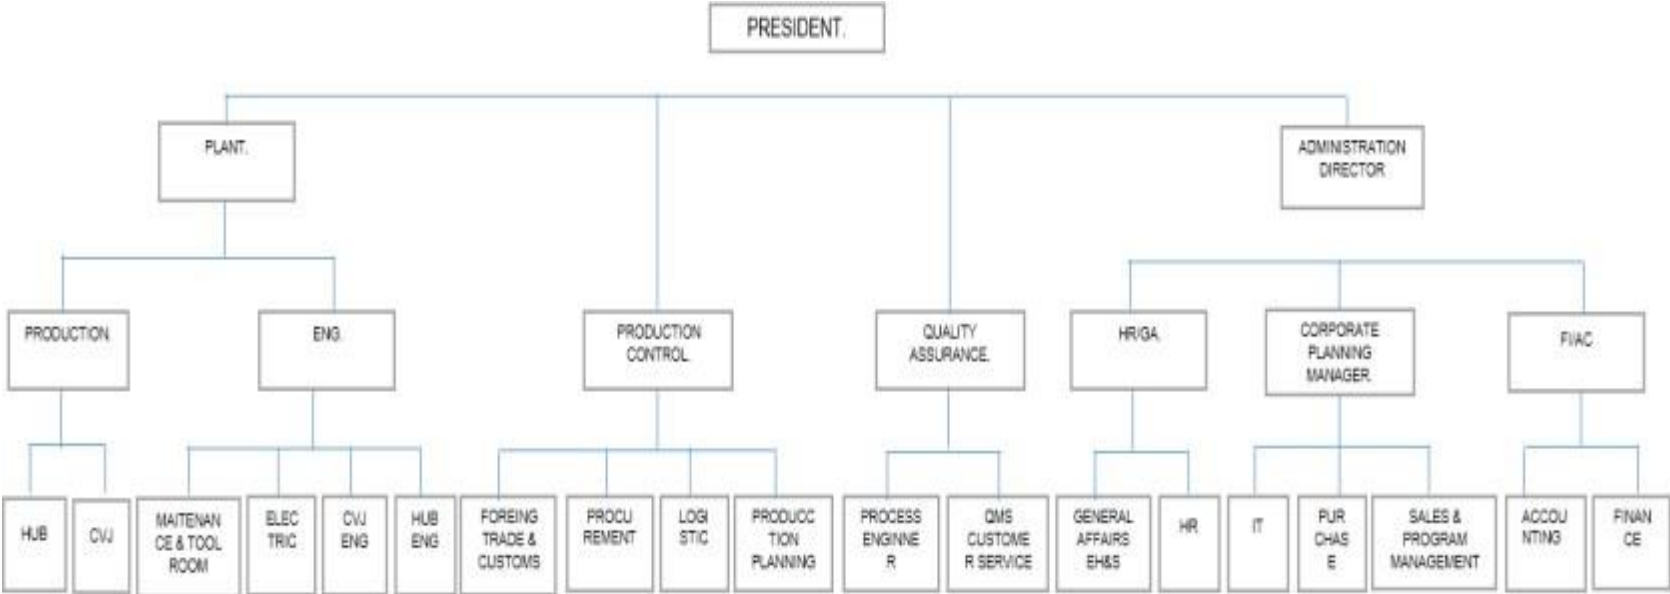 PRESIDENT.
PLANT.
ADMINISTRATION
DIRECTOR
PRODUCTION.
ENG.
PRODUCTION
CONTROL.
QUALITY
ASSURANCE.
HR/GA.
CORPORATE
PLANNING
MANAGER.
FI/AC
HUB
CVJ
MAITENAN
CE & TOOL
ROOM
ELEC
TRIC
CVJ
ENG
HUB
ENG
FOREING
TRADE &
CUSTOMS
PROCU
REMENT
LOGI
STIC
PRODUCC
TION
PLANNING
PROCESS
ENGINNE
R
QMS
CUSTOME
R SERVICE
GENERAL
AFFAIRS
EH&S
HR
IT
PUR
CHAS
E
SALES &
PROGRAM
MANAGEMENT
ACCOU
NTING
FINAN
CE